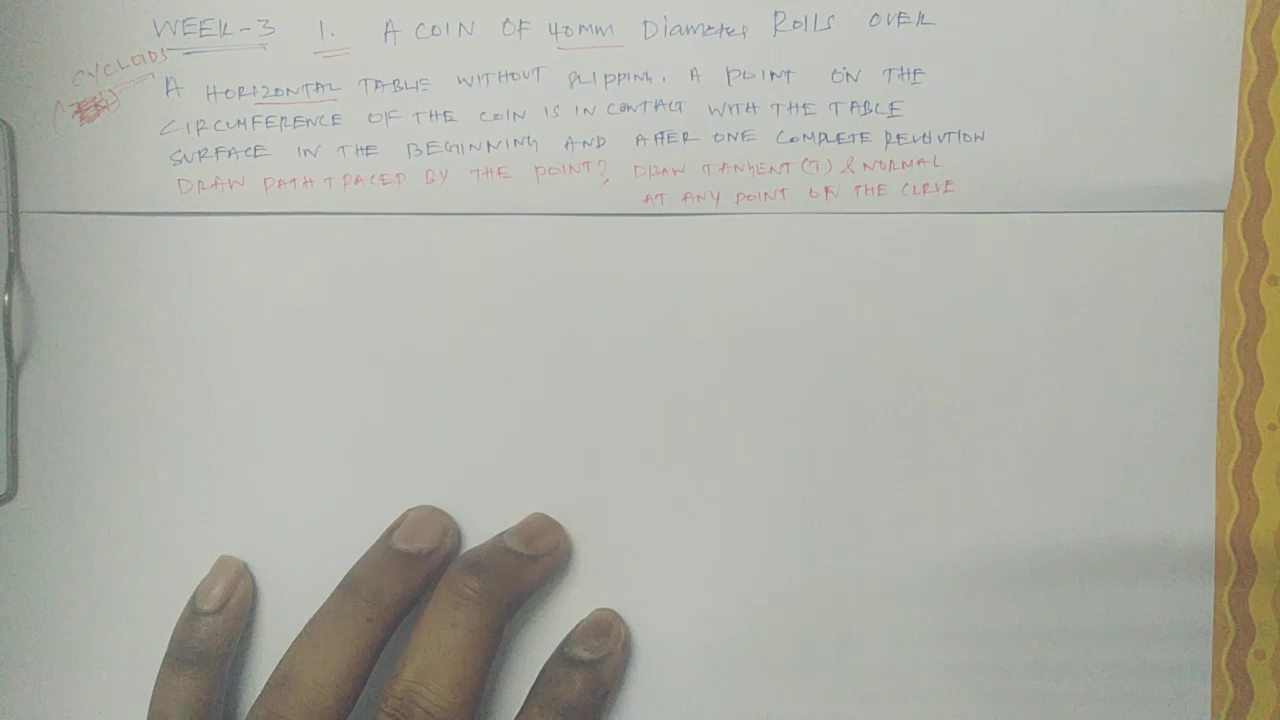 WEEK-3 1. A COIN OF 40MM Diameter Rolls OVER
CYCLOIDS
A HORIZONTAL TABLE WITHOUT SLIPPING. A POINT ON THE
CIRCUMFERENCE OF THE COIN IS IN CONTACT WITH THE TABLE
SURFACE IN THE BEGINNING AND AFTER ONE COMPLETE REVOUTION
DRAW PATH TRACED BY THE POINT? DRAW TANGENT (T) & NORMAL
AT ANY POINT ON THE CURVE